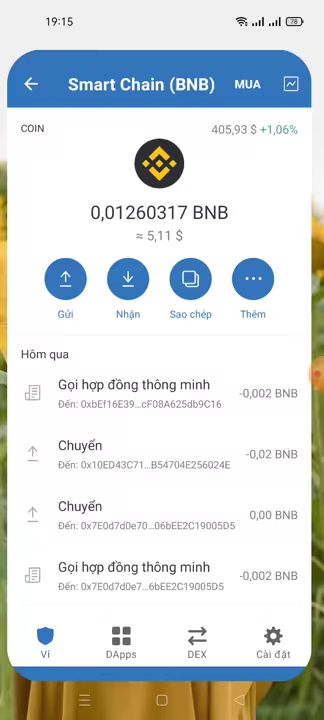 19:15
78
Smart Chain (BNB)
MUA
COIN
405,93 $ +1,06%
0,01260317 BNB
≈ 5,11 $
Gửi
Nhận
Sao chép
Thêm
Hôm qua
Gọi hợp đồng thông minh
-0,002 BNB
Đến: 0xbEf16E39...cF08A625db9C16
Chuyển
-0,02 BNB
Đến: 0x10ED43C71...B54704E256024E
Chuyển
0,00 BNB
Đến: 0x7E0d7d0e70...06bEE2C19005D5
Gọi hợp đồng thông minh
-0,002 BNB
Đến: 0x7E0d7d0e7...6bEE2C19005D5
Ví
DApps
DEX
Cài đặt